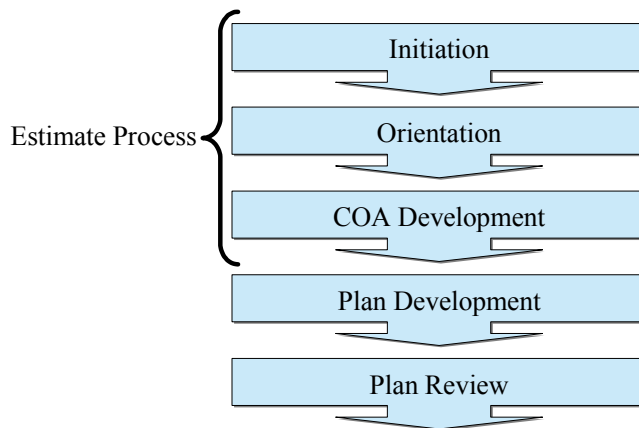 Initiation
Estimate Process
Orientation
COA Development
Plan Development
Plan Review